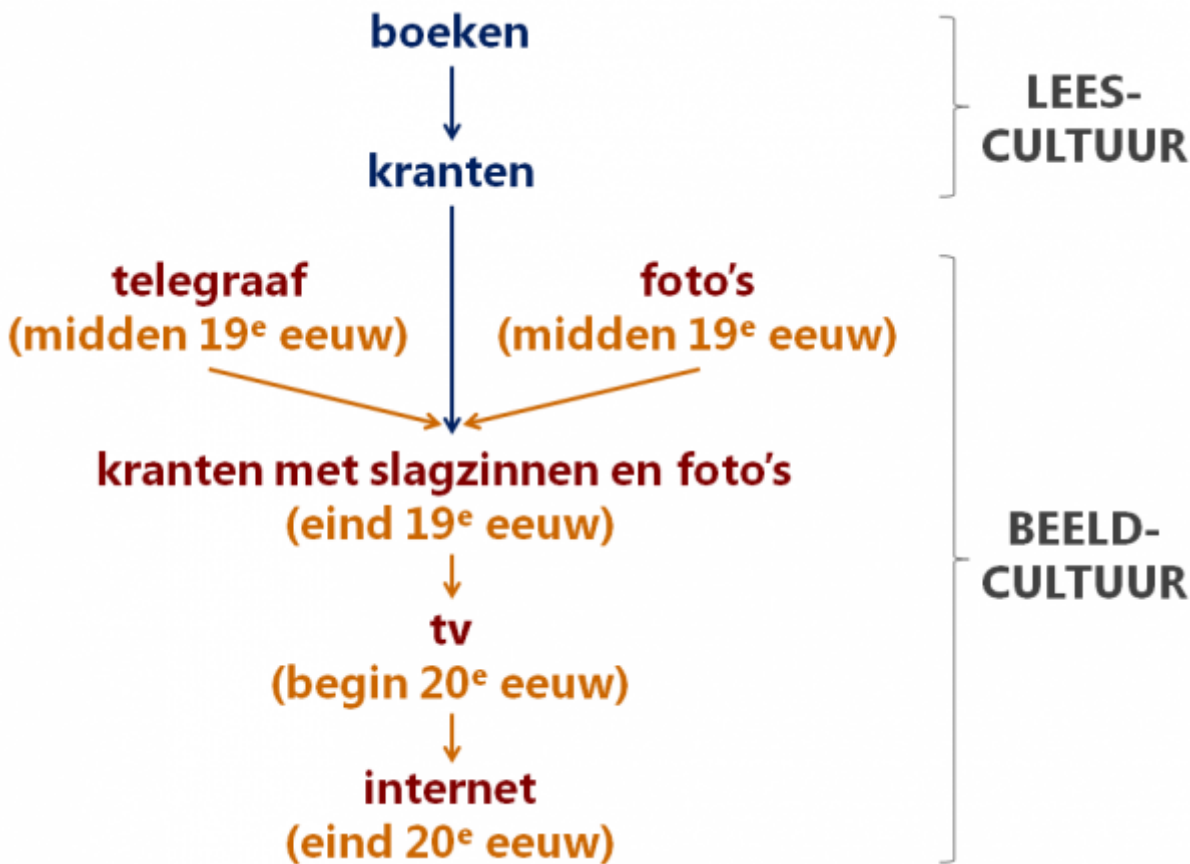 boeken
LEES-
CULTUUR
kranten
telegraaf
foto's
(midden 19e eeuw)
(midden 19e eeuw)
kranten met slagzinnen en foto's
(eind 19e eeuw)
BEELD-
CULTUUR
tv
(begin 20e eeuw)
internet
(eind 20e eeuw)